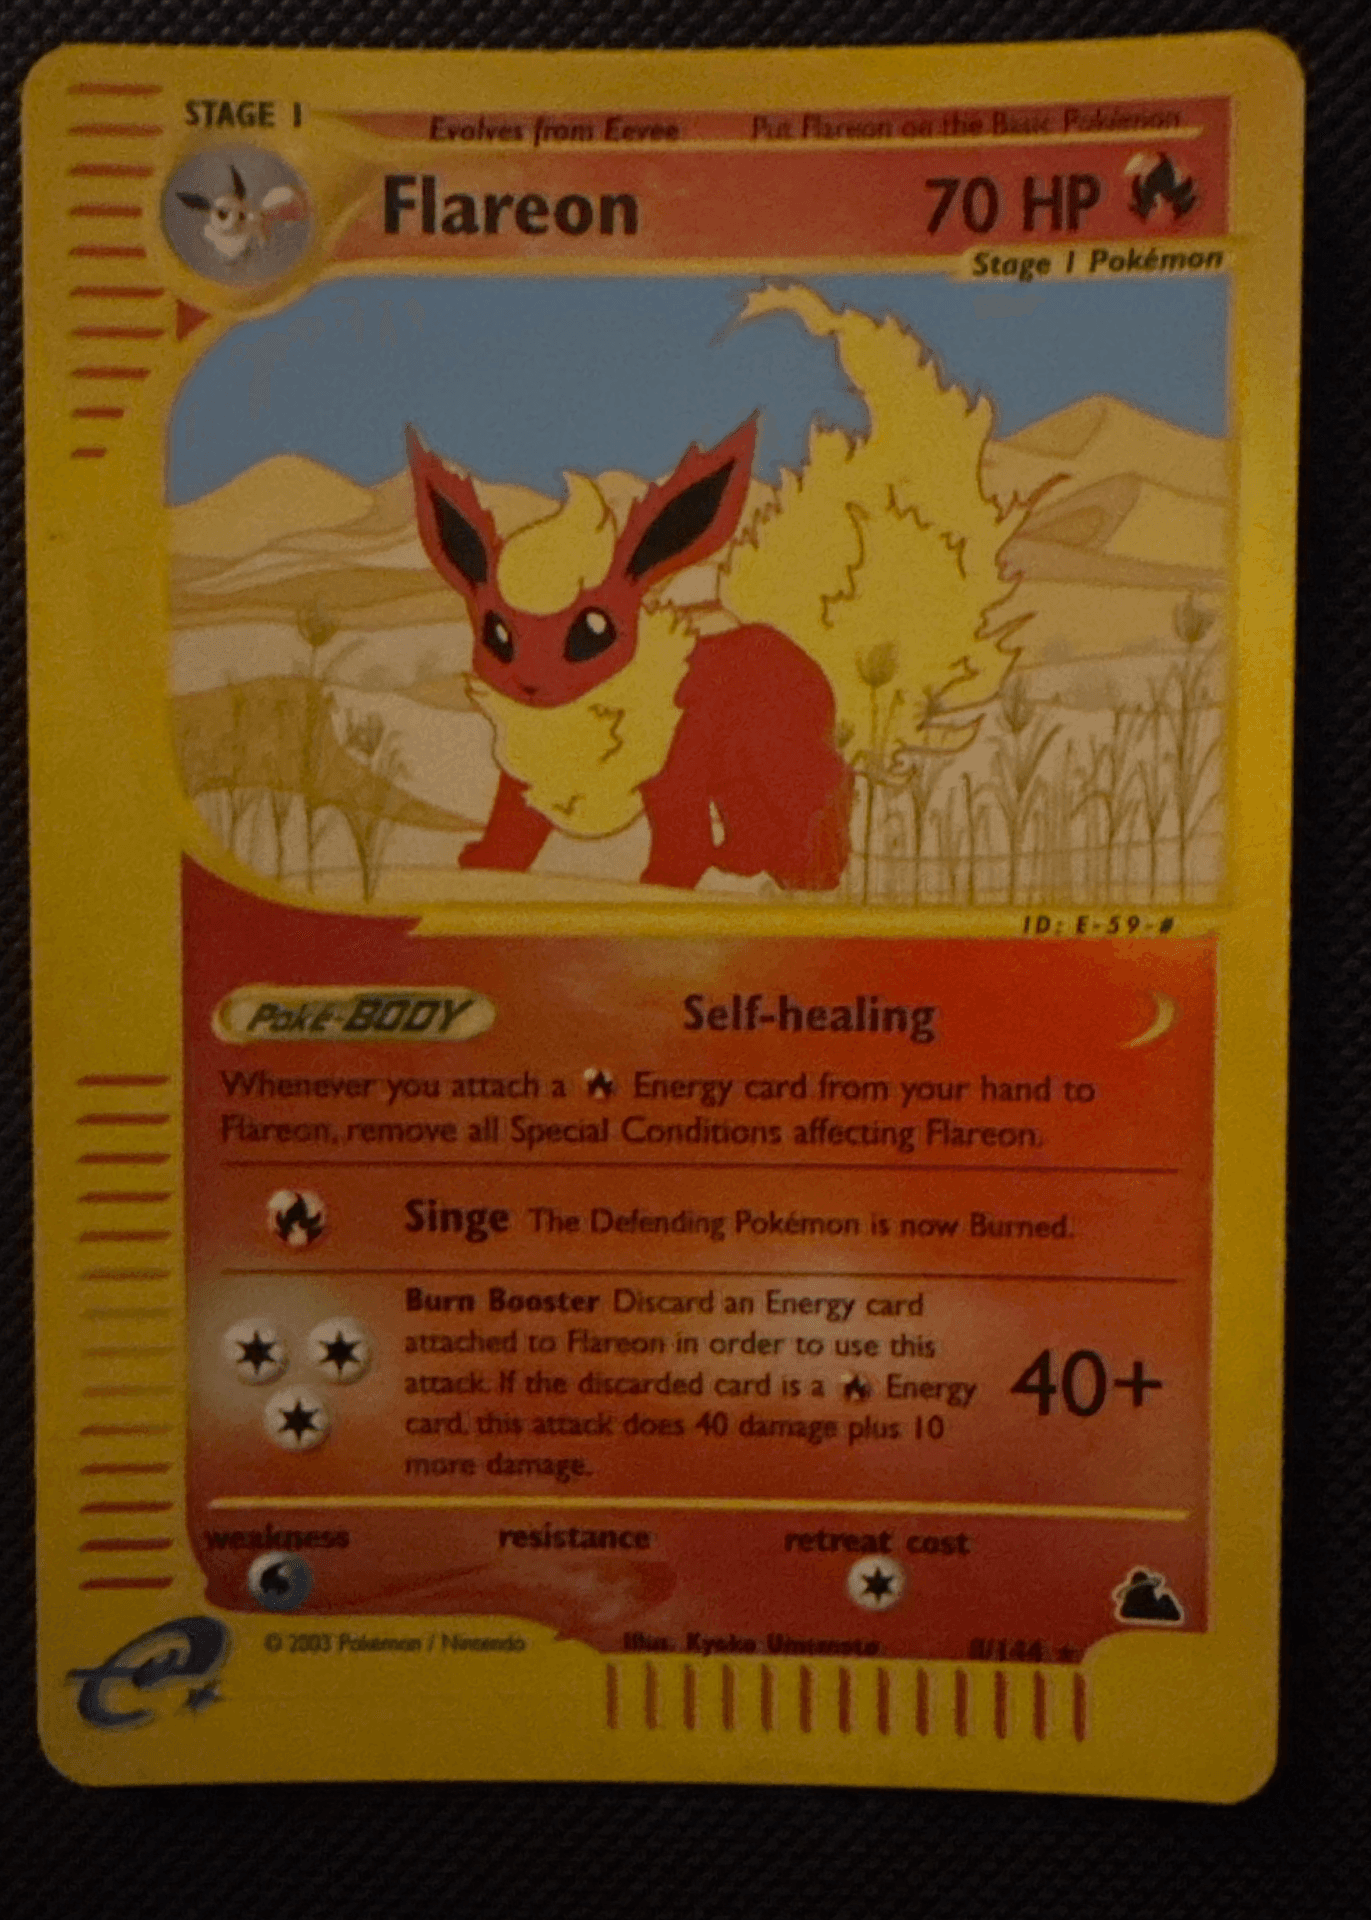 STAGE 1
Evolves from Eevee Put Flareon on the Basic Pokémon
Flareon 70 HP
Stage 1 Pokémon
ID: E-59-#
Poké-BODY Self-healing
Whenever you attach a Energy card from your hand to
Flareon, remove all Special Conditions affecting Flareon.
Singe The Defending Pokémon is now Burned.
Burn Booster Discard an Energy card
attached to Flareon in order to use this
attack. If the discarded card is a Energy
card, this attack does 40 damage plus 10
more damage.
40+
weakness resistance retreat cost
© 2003 Pokémon / Nintendo Illus. Kyoko Umemoto /144